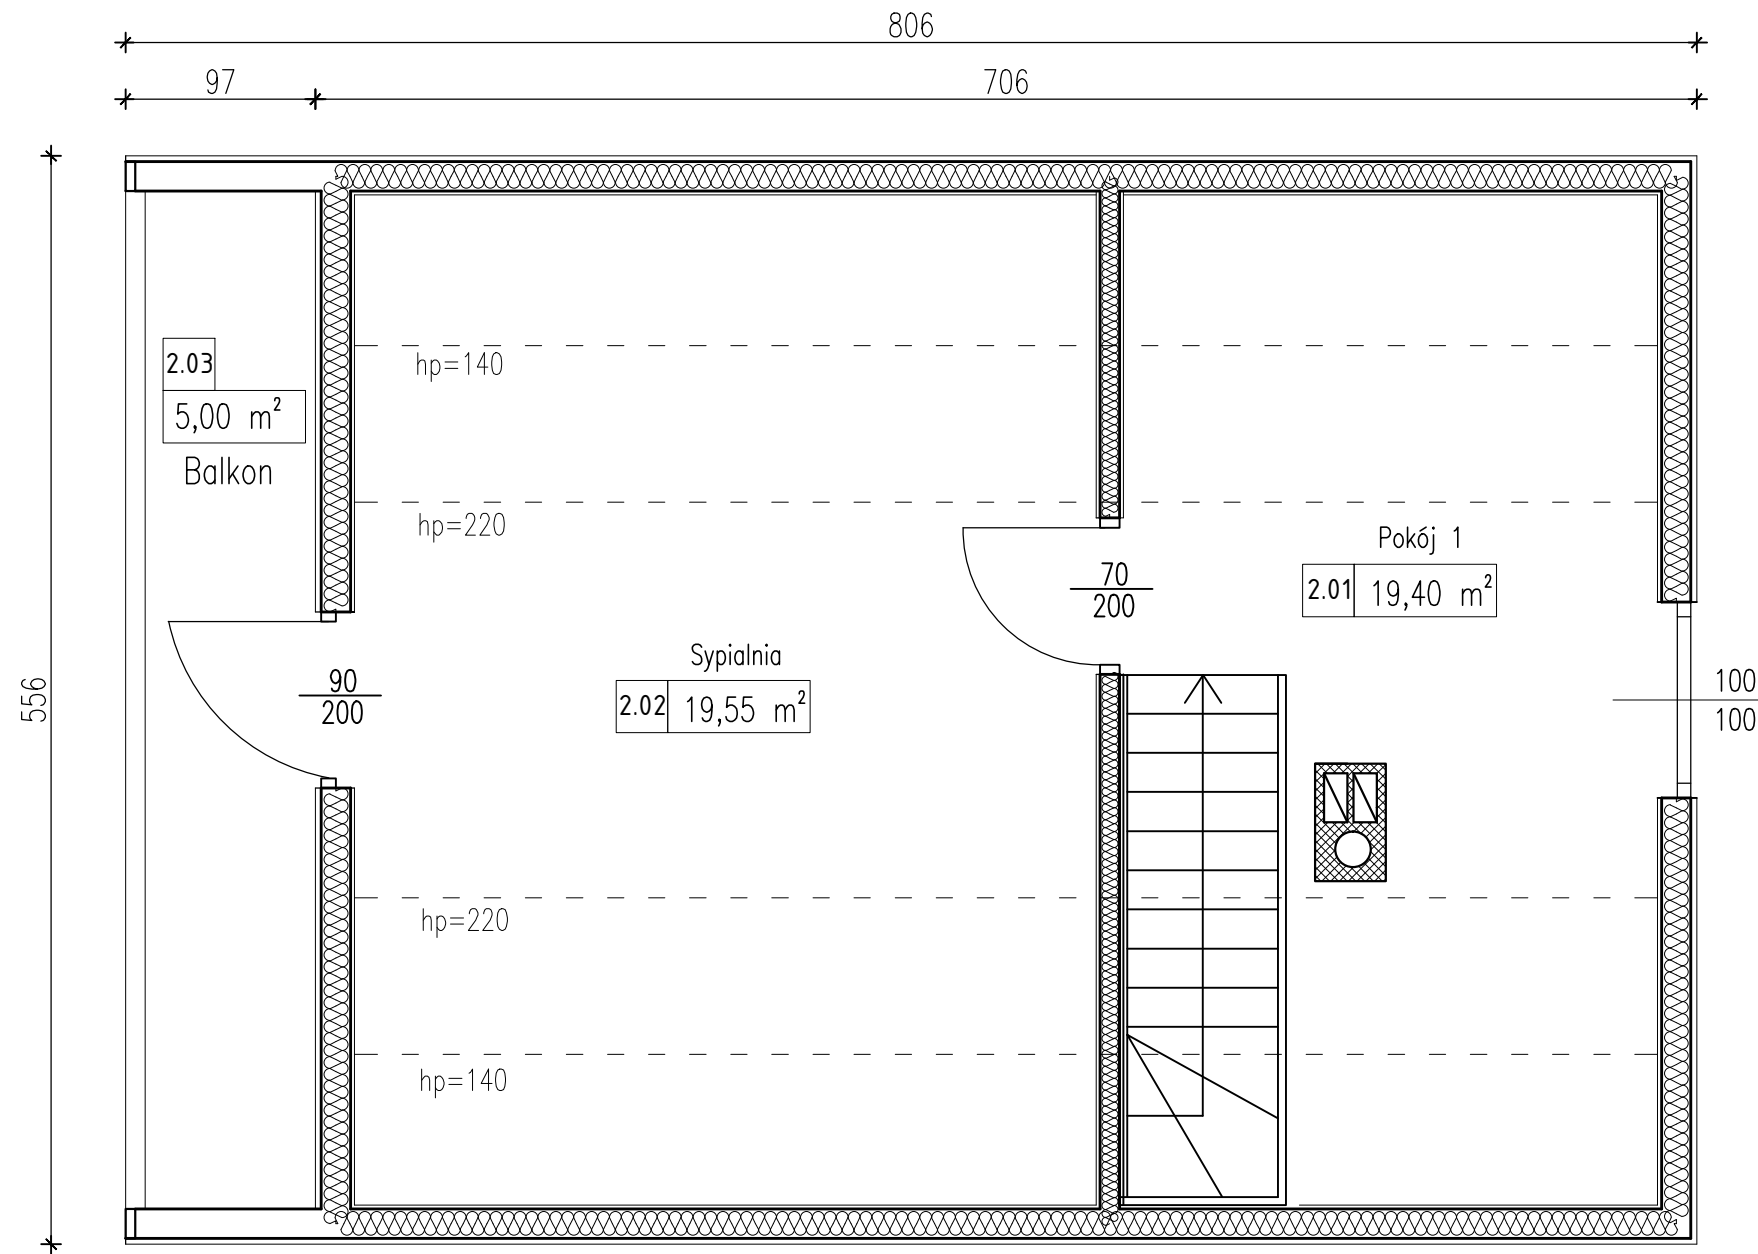 806
97
706
556
2.03
5,00 m²
Balkon
hp=140
hp=220
Pokój 1
2.01 19,40 m²
70
200
Sypialnia
2.02 19,55 m²
90
200
100
100
hp=220
hp=140